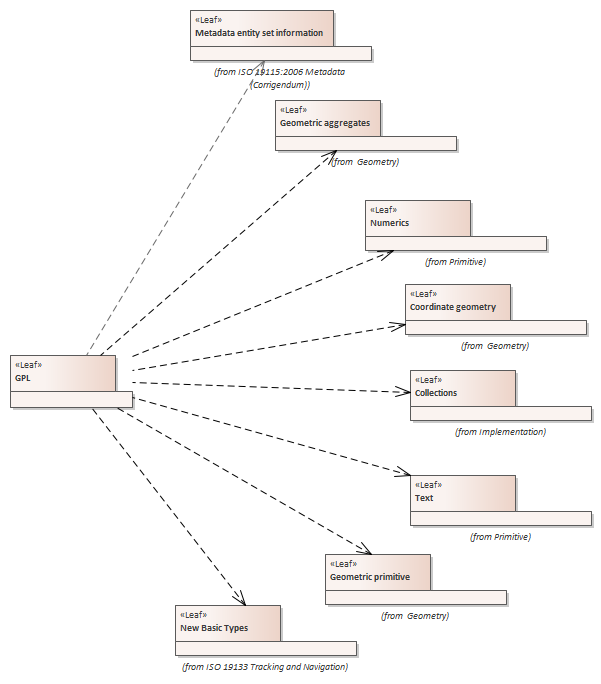 «Leaf»
Metadata entity set information
(from ISO 19115:2006 Metadata
(Corrigendum))
«Leaf»
Geometric aggregates
(from Geometry)
«Leaf»
Numerics
(from Primitive)
«Leaf»
Coordinate geometry
(from Geometry)
«Leaf»
GPL
«Leaf»
Collections
(from Implementation)
«Leaf»
Text
(from Primitive)
«Leaf»
Geometric primitive
(from Geometry)
«Leaf»
New Basic Types
(from ISO 19133 Tracking and Navigation)